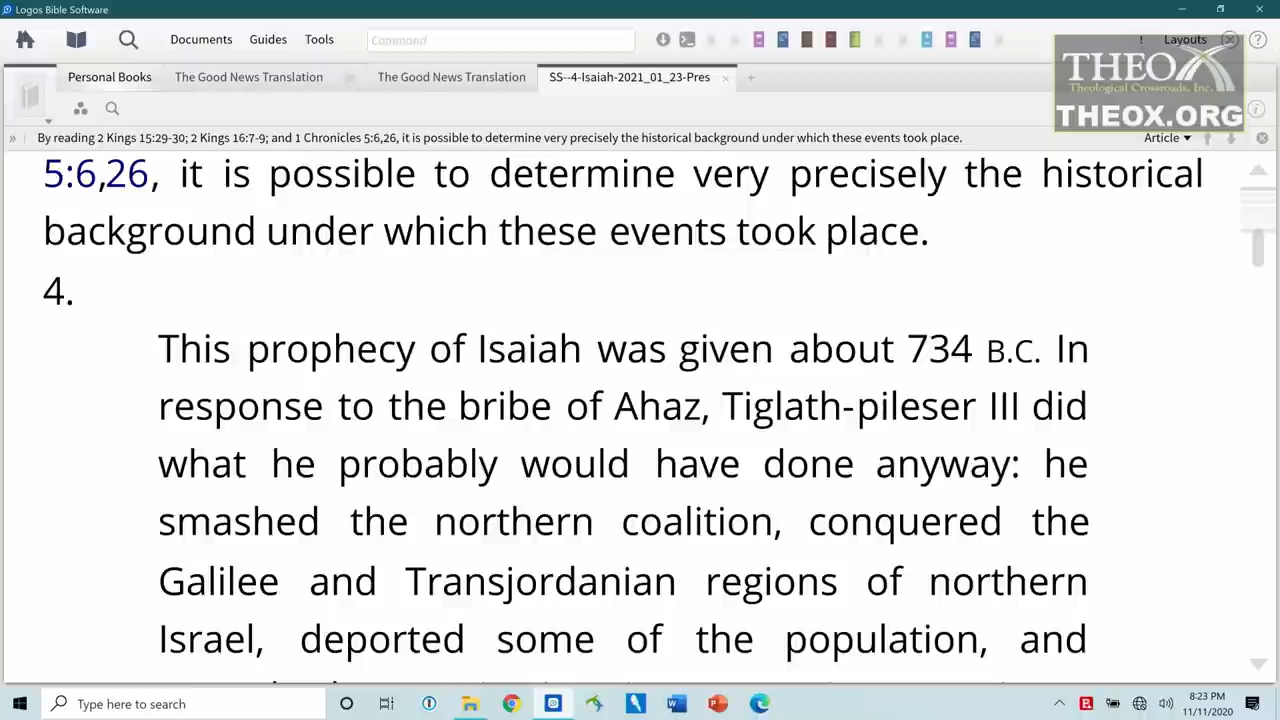 Logos Bible Software
Documents Guides Tools Command Layouts
Personal Books The Good News Translation The Good News Translation SS--4-Isaiah-2021_01_23-Pres
THEOX
Theological Crossroads, Inc.
THEOX.ORG
By reading 2 Kings 15:29-30; 2 Kings 16:7-9; and 1 Chronicles 5:6,26, it is possible to determine very precisely the historical background under which these events took place. Article
5:6,26, it is possible to determine very precisely the historical
background under which these events took place.
4.
This prophecy of Isaiah was given about 734 B.C. In
response to the bribe of Ahaz, Tiglath-pileser III did
what he probably would have done anyway: he
smashed the northern coalition, conquered the
Galilee and Transjordanian regions of northern
Israel, deported some of the population, and
Type here to search
8:23 PM
11/11/2020